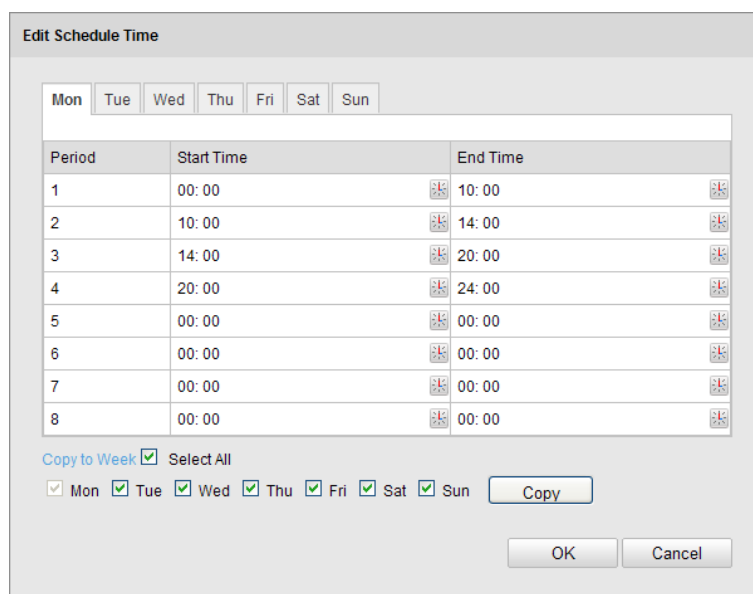 Edit Schedule Time
Mon Tue Wed Thu Fri Sat Sun
Period Start Time End Time
1 00: 00 10: 00
2 10: 00 14: 00
3 14: 00 20: 00
4 20: 00 24: 00
5 00: 00 00: 00
6 00: 00 00: 00
7 00: 00 00: 00
8 00: 00 00: 00
Copy to Week Select All
Mon Tue Wed Thu Fri Sat Sun Copy
OK Cancel